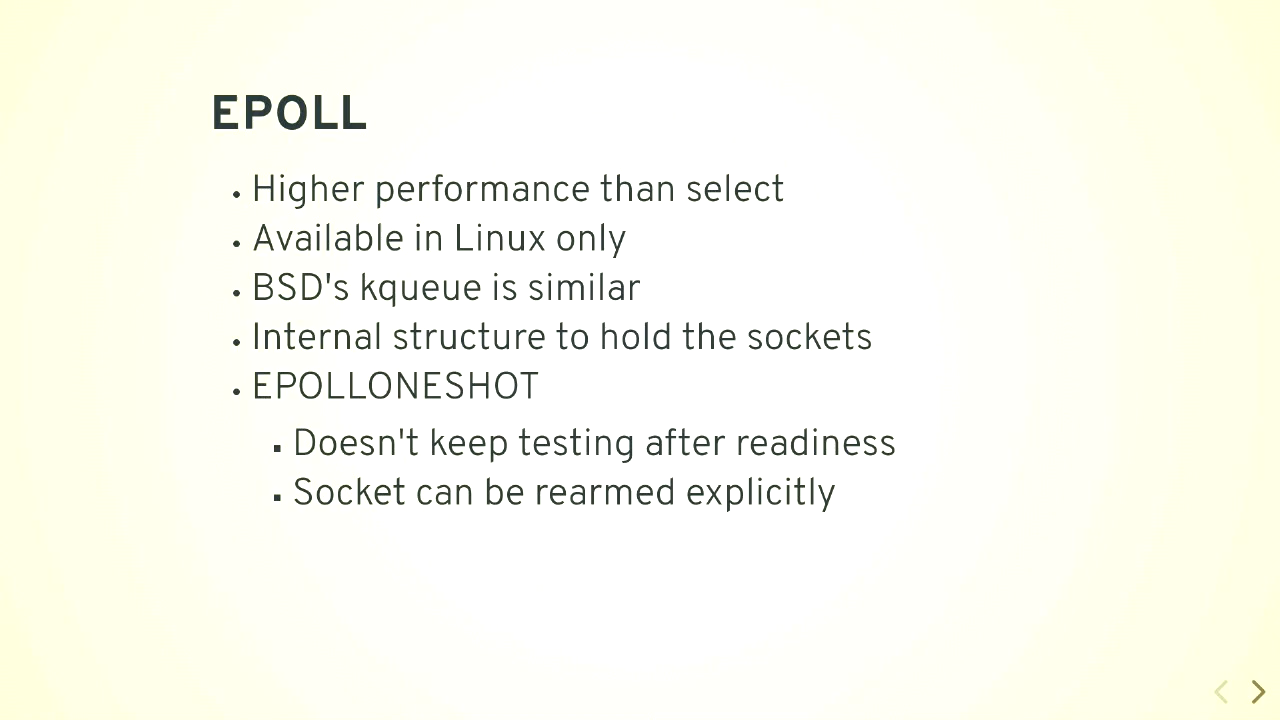 EPOLL
Higher performance than select
Available in Linux only
BSD's kqueue is similar
Internal structure to hold the sockets
EPOLLONESHOT
Doesn't keep testing after readiness
Socket can be rearmed explicitly